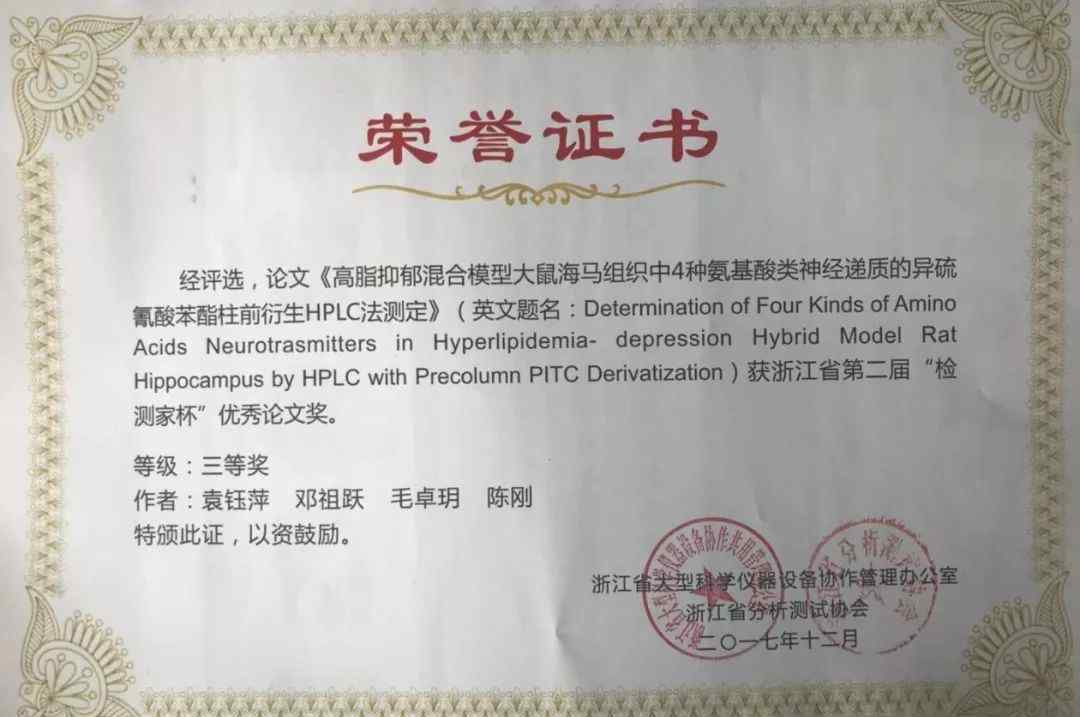 荣誉证书
经评选，论文《高脂抑郁混合模型大鼠海马组织中4种氨基酸类神经递质的异硫
氰酸苯酯柱前衍生HPLC法测定》（英文题名：Determination of Four Kinds of Amino
Acids Neurotrasmitters in Hyperlipidemia- depression Hybrid Model Rat
Hippocampus by HPLC with Precolumn PITC Derivatization）获浙江省第二届“检
测家杯”优秀论文奖。
等级：三等奖
作者：袁钰萍 邓祖跃 毛卓玥 陈刚
特颁此证，以资鼓励。
浙江省大型科学仪器设备协作管理办公室
浙江省分析测试协会
二〇一七年十二月